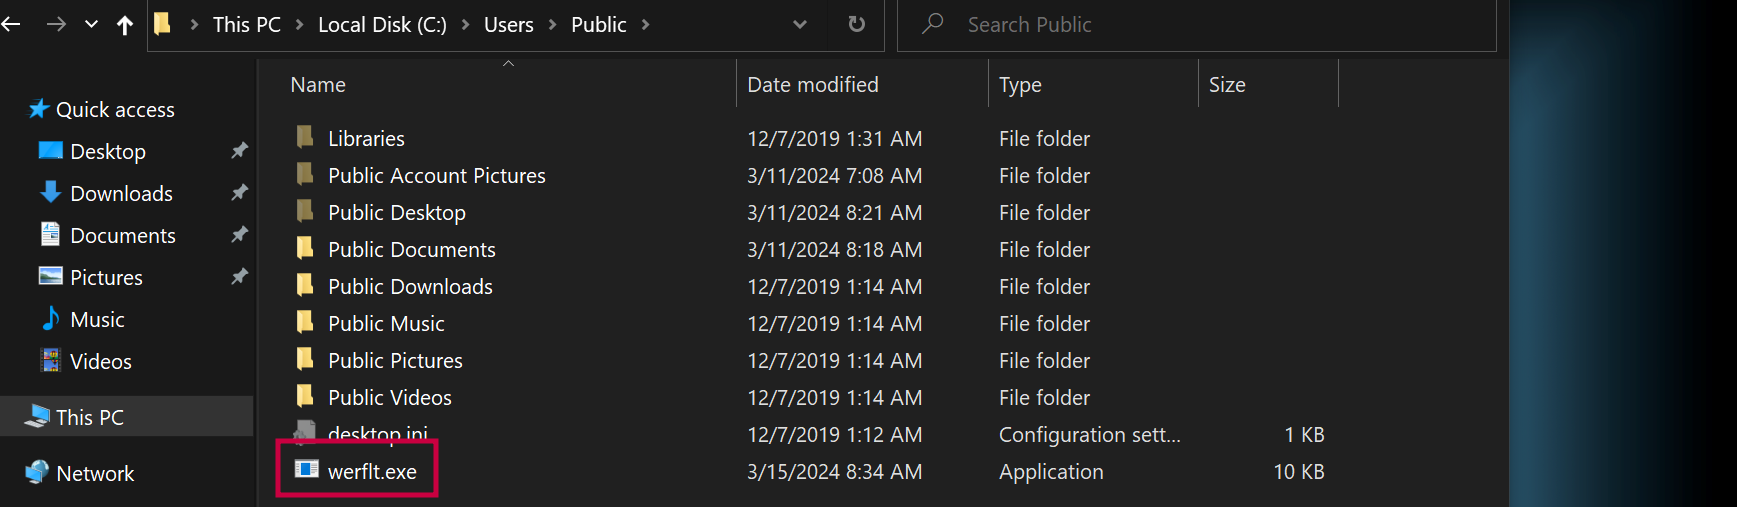 This PC > Local Disk (C:) > Users > Public >
Search Public
Name Date modified Type Size
Quick access
Desktop
Downloads
Documents
Pictures
Music
Videos
This PC
Network
Libraries 12/7/2019 1:31 AM File folder
Public Account Pictures 3/11/2024 7:08 AM File folder
Public Desktop 3/11/2024 8:21 AM File folder
Public Documents 3/11/2024 8:18 AM File folder
Public Downloads 12/7/2019 1:14 AM File folder
Public Music 12/7/2019 1:14 AM File folder
Public Pictures 12/7/2019 1:14 AM File folder
Public Videos 12/7/2019 1:14 AM File folder
desktop.ini 12/7/2019 1:12 AM Configuration sett... 1 KB
werflt.exe 3/15/2024 8:34 AM Application 10 KB